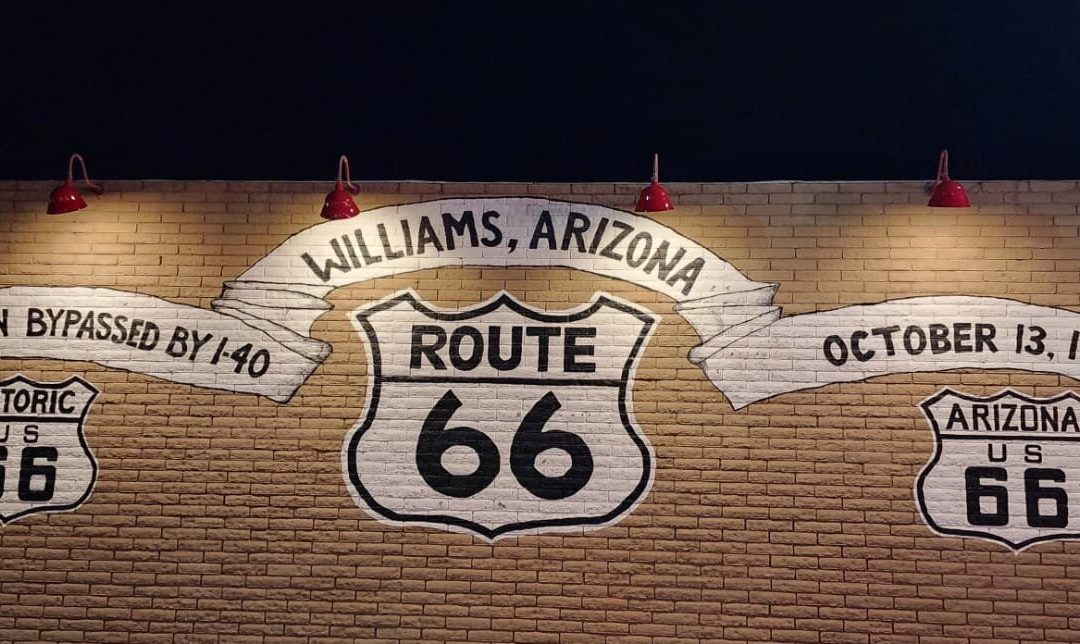 WILLIAMS, ARIZONA
BYPASSED BY I-40
OCTOBER 13,
ROUTE
66
TORIC
US
66
ARIZONA
US
66